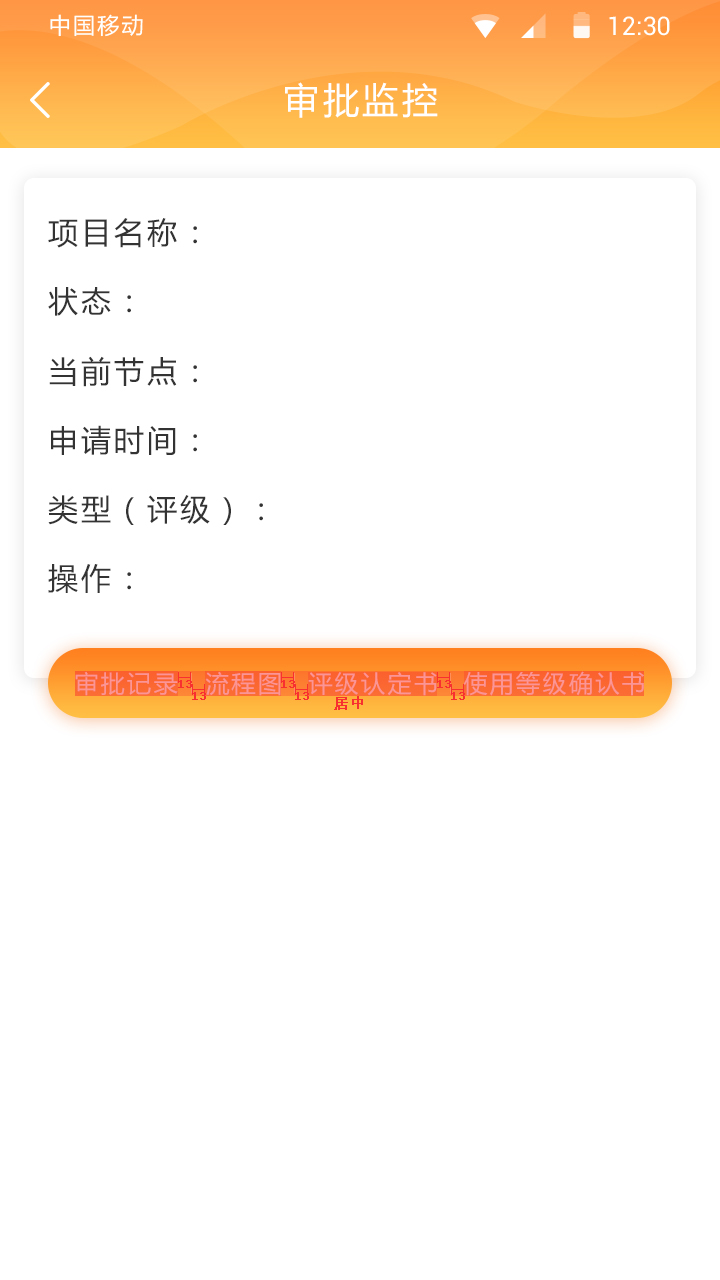 中国移动 12:30
审批监控
项目名称：
状态：
当前节点：
申请时间：
类型（评级）：
操作：
审批记录 13 流程图 13 评级认定书 13 使用等级确认书
13 13 13
居中